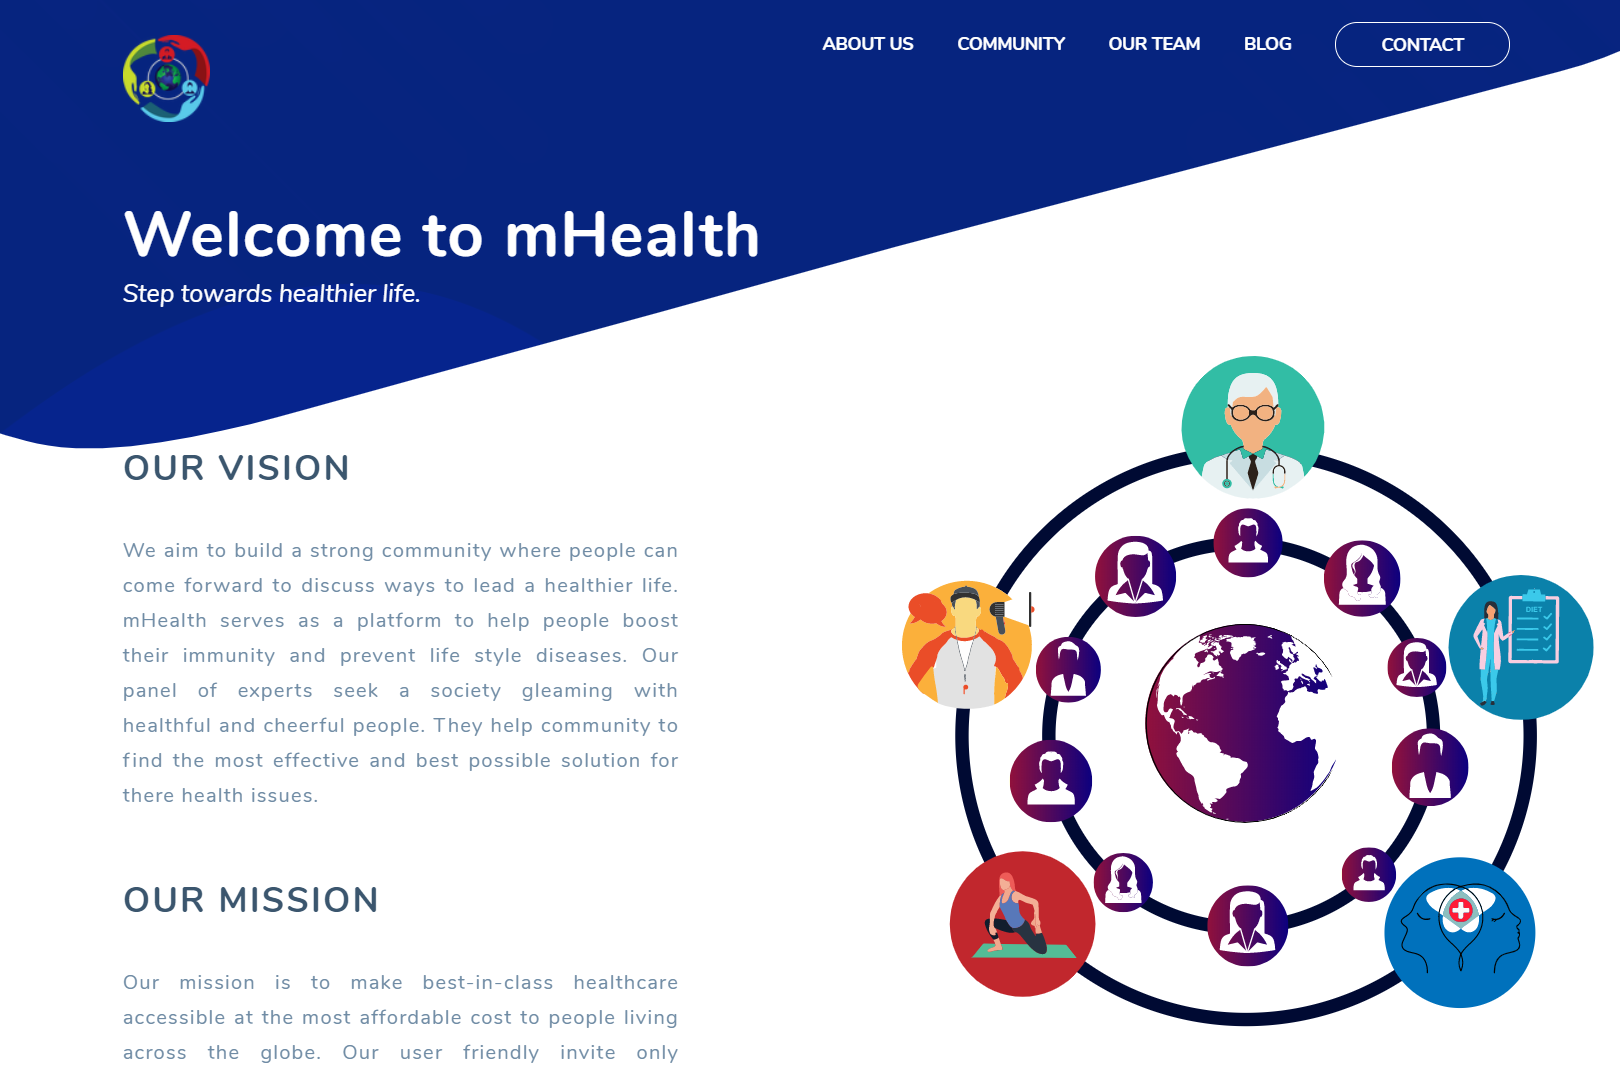 ABOUT US COMMUNITY OUR TEAM BLOG CONTACT
Welcome to mHealth
Step towards healthier life.
OUR VISION
We aim to build a strong community where people can
come forward to discuss ways to lead a healthier life.
mHealth serves as a platform to help people boost
their immunity and prevent life style diseases. Our
panel of experts seek a society gleaming with
healthful and cheerful people. They help community to
find the most effective and best possible solution for
there health issues.
OUR MISSION
Our mission is to make best-in-class healthcare
accessible at the most affordable cost to people living
across the globe. Our user friendly invite only
DIET